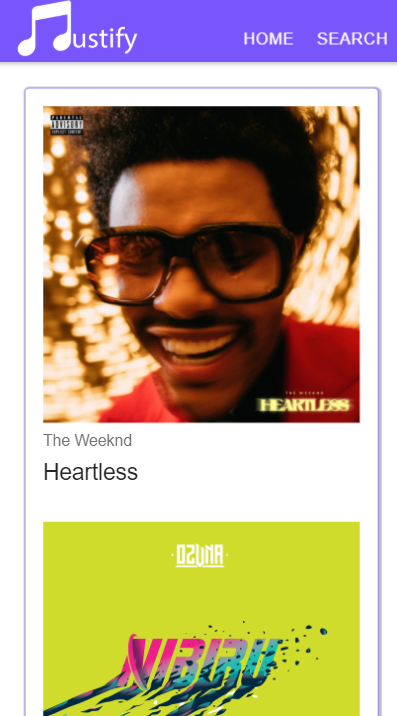 ustify
HOME SEARCH
PARENTAL
ADVISORY
EXPLICIT CONTENT
THE WEEKND
HEARTLESS
The Weeknd
Heartless
OZUNA
NIBIRU